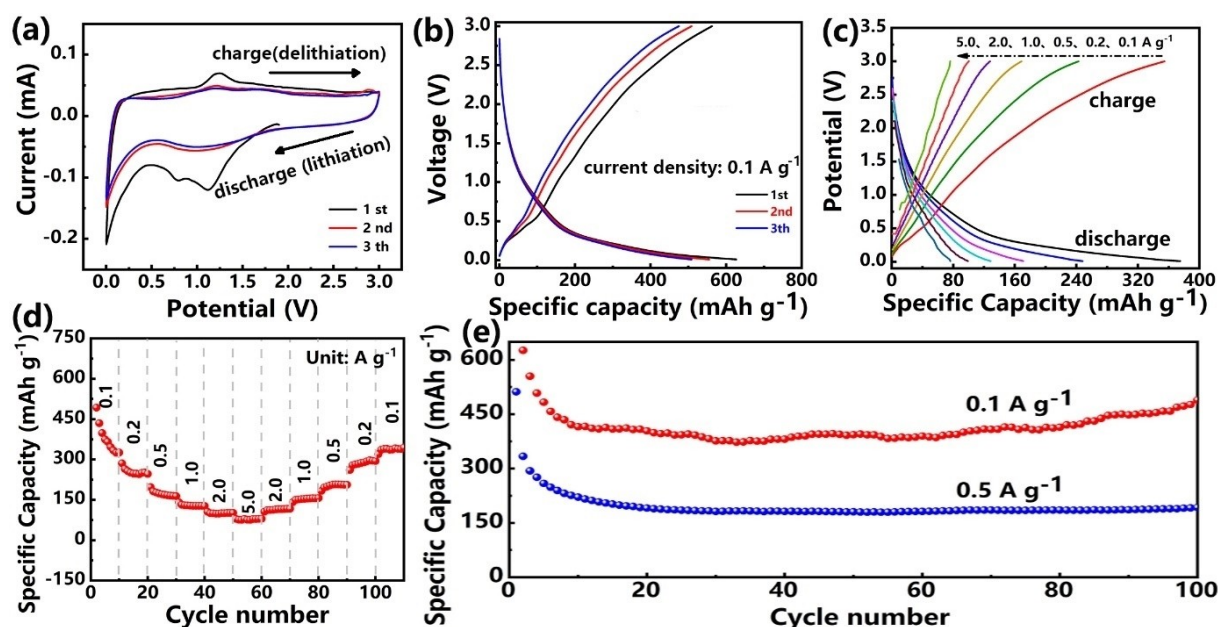 (a)
0.1
0.0
-0.1
-0.2
Current (mA)
charge(delithiation)
discharge (lithiation)
1 st
2 nd
3 th
0.0 0.5 1.0 1.5 2.0 2.5 3.0
Potential (V)
(b)
3.0
2.5
2.0
1.5
1.0
0.5
0.0
Voltage (V)
current density: 0.1 A g⁻¹
1st
2nd
3th
0 200 400 600 800
Specific capacity (mAh g⁻¹)
(c)
3.5
3.0
2.5
2.0
1.5
1.0
0.5
0.0
Potential (V)
5.0、2.0、1.0、0.5、0.2、0.1 A g⁻¹
charge
discharge
0 80 160 240 320 400
Specific Capacity (mAh g⁻¹)
(d)
750
600
450
300
150
0
-150
Specific Capacity (mAh g⁻¹)
Unit: A g⁻¹
0.1
0.2
0.5
1.0
2.0
5.0
2.0
1.0
0.5
0.2
0.1
0 20 40 60 80 100
Cycle number
(e)
600
450
300
150
0
Specific Capacity (mAh g⁻¹)
0.1 A g⁻¹
0.5 A g⁻¹
0 20 40 60 80 100
Cycle number